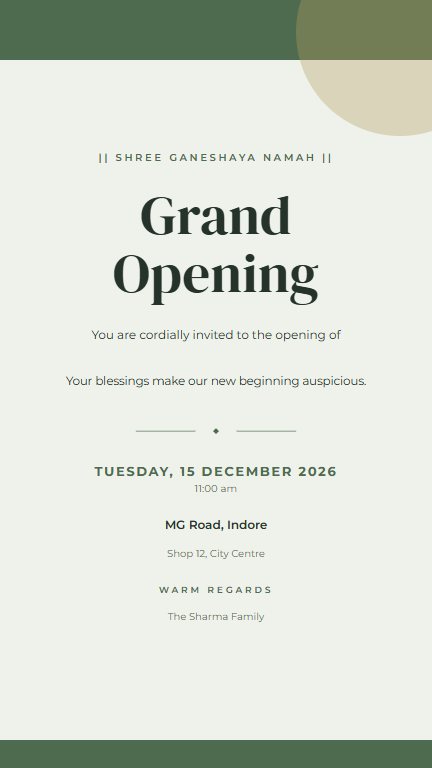 || SHREE GANESHAYA NAMAH ||
Grand
Opening
You are cordially invited to the opening of
Your blessings make our new beginning auspicious.
TUESDAY, 15 DECEMBER 2026
11:00 am
MG Road, Indore
Shop 12, City Centre
WARM REGARDS
The Sharma Family